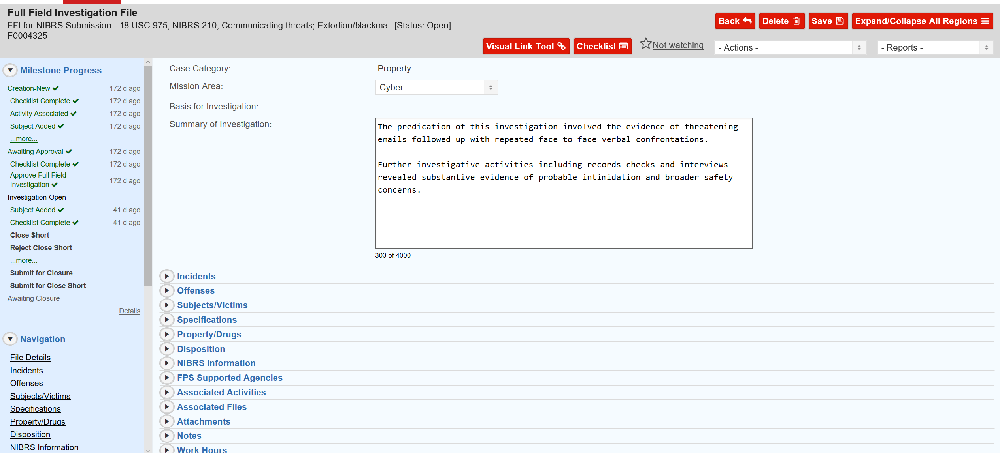 Full Field Investigation File
FFI for NIBRS Submission - 18 USC 975, NIBRS 210, Communicating threats; Extortion/blackmail [Status: Open]
F0004325
Back
Delete
Save
Expand/Collapse All Regions
Visual Link Tool
Checklist
Not watching
- Actions -
- Reports -
Milestone Progress
Creation-New 172 d ago
Checklist Complete 172 d ago
Activity Associated 172 d ago
Subject Added 172 d ago
...more...
Awaiting Approval 172 d ago
Checklist Complete 172 d ago
Approve Full Field
Investigation 172 d ago
Investigation-Open
Subject Added 41 d ago
Checklist Complete 41 d ago
Close Short
Reject Close Short
...more...
Submit for Closure
Submit for Close Short
Awaiting Closure
Details
Navigation
File Details
Incidents
Offenses
Subjects/Victims
Specifications
Property/Drugs
Disposition
NIBRS Information
Case Category: Property
Mission Area: Cyber
Basis for Investigation:
Summary of Investigation:
The predication of this investigation involved the evidence of threatening
emails followed up with repeated face to face verbal confrontations.
Further investigative activities including records checks and interviews
revealed substantive evidence of probable intimidation and broader safety
concerns.
303 of 4000
Incidents
Offenses
Subjects/Victims
Specifications
Property/Drugs
Disposition
NIBRS Information
FPS Supported Agencies
Associated Activities
Associated Files
Attachments
Notes
Work Hours